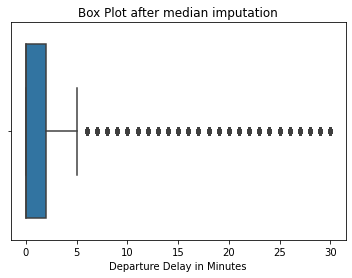 Box Plot after median imputation
0 5 10 15 20 25 30
Departure Delay in Minutes